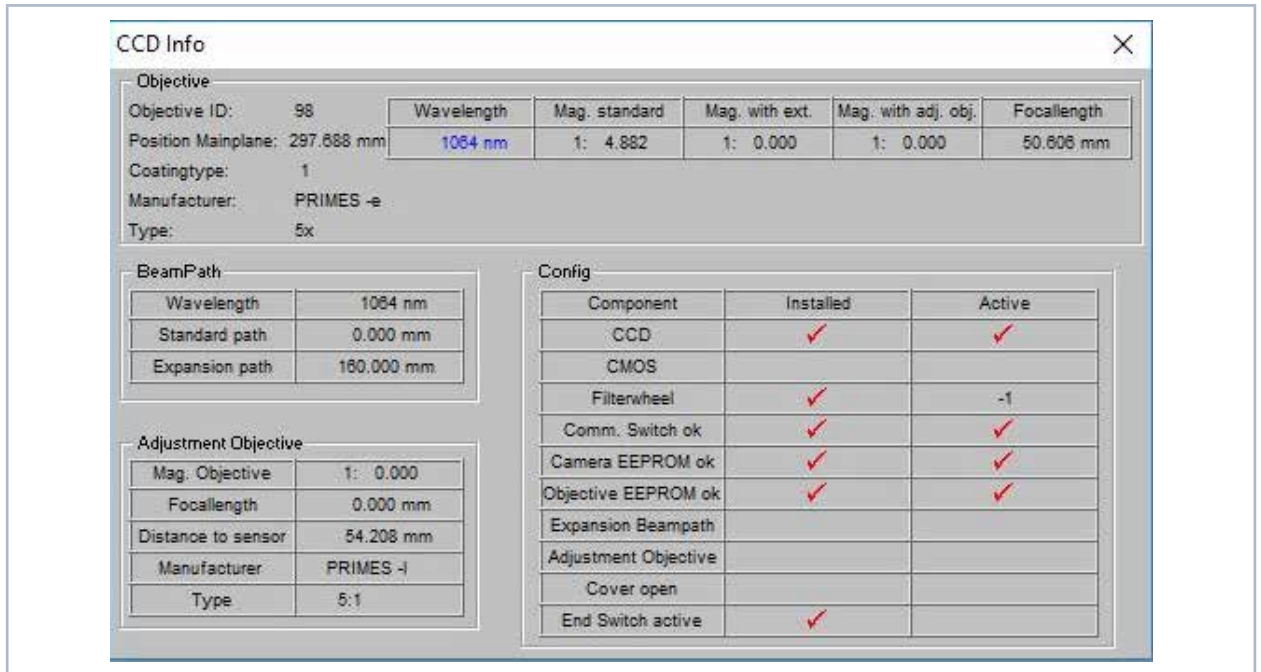 CCD Info
Objective
Objective ID: 98
Position Mainplane: 297.688 mm
Coatingtype: 1
Manufacturer: PRIMES -e
Type: 5x
Wavelength Mag. standard Mag. with ext. Mag. with adj. obj. Focallength
1064 nm 1: 4.882 1: 0.000 1: 0.000 50.606 mm
BeamPath
Wavelength 1064 nm
Standard path 0.000 mm
Expansion path 160.000 mm
Adjustment Objective
Mag. Objective 1: 0.000
Focallength 0.000 mm
Distance to sensor 54.208 mm
Manufacturer PRIMES -I
Type 5:1
Config
Component Installed Active
CCD ✓ ✓
CMOS
Filterwheel ✓ -1
Comm. Switch ok ✓ ✓
Camera EEPROM ok ✓ ✓
Objective EEPROM ok ✓ ✓
Expansion Beampath
Adjustment Objective
Cover open
End Switch active ✓